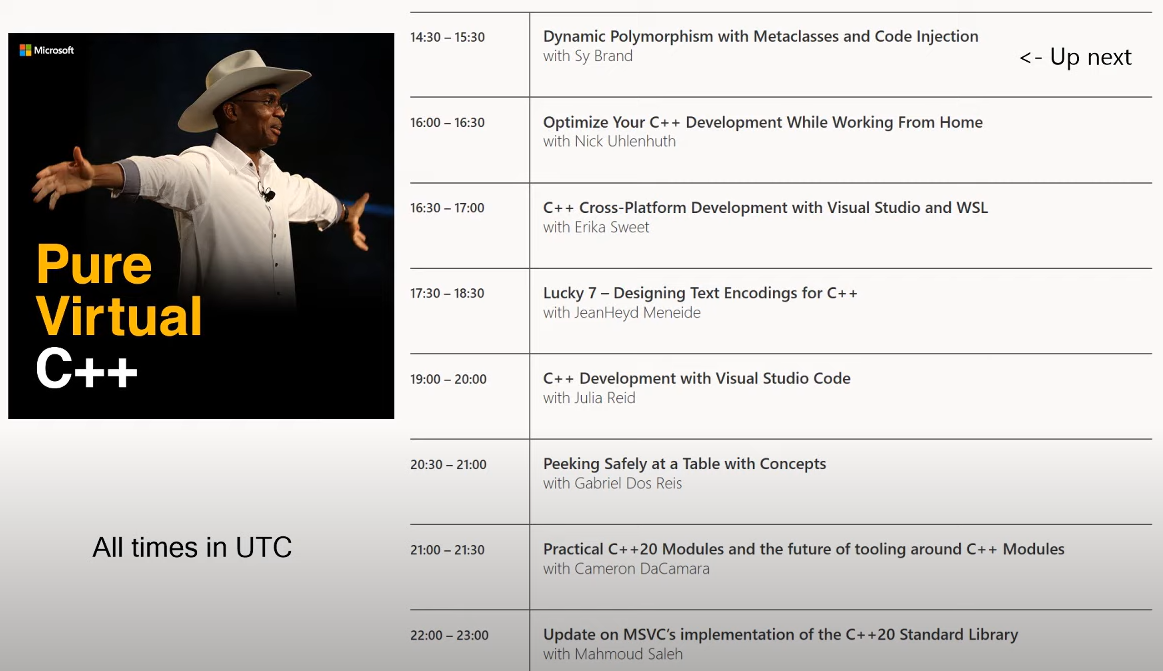 Microsoft
Pure
Virtual
C++
All times in UTC
14:30 – 15:30
Dynamic Polymorphism with Metaclasses and Code Injection
with Sy Brand
<- Up next
16:00 – 16:30
Optimize Your C++ Development While Working From Home
with Nick Uhlenhuth
16:30 – 17:00
C++ Cross-Platform Development with Visual Studio and WSL
with Erika Sweet
17:30 – 18:30
Lucky 7 – Designing Text Encodings for C++
with JeanHeyd Meneide
19:00 – 20:00
C++ Development with Visual Studio Code
with Julia Reid
20:30 – 21:00
Peeking Safely at a Table with Concepts
with Gabriel Dos Reis
21:00 – 21:30
Practical C++20 Modules and the future of tooling around C++ Modules
with Cameron DaCamara
22:00 – 23:00
Update on MSVC’s implementation of the C++20 Standard Library
with Mahmoud Saleh